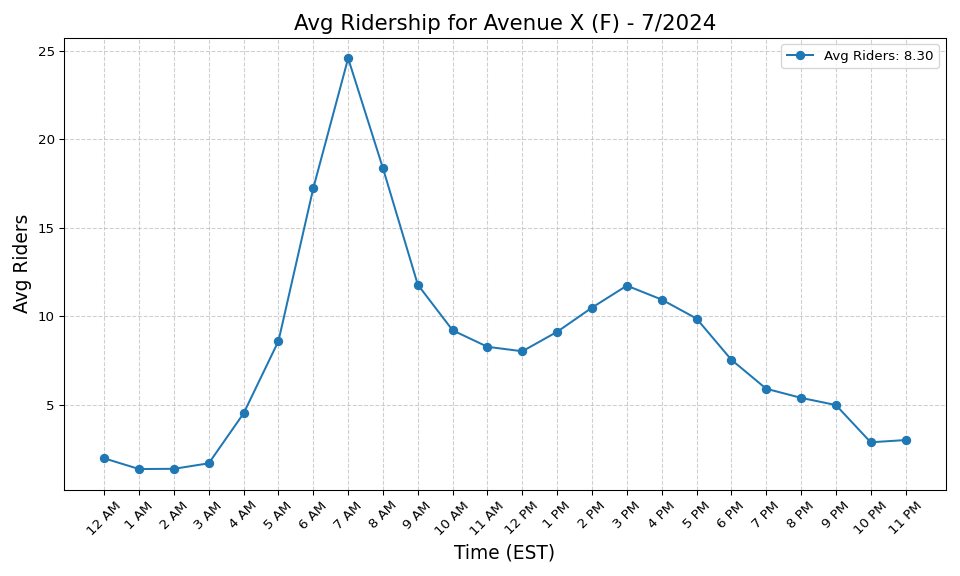 Avg Ridership for Avenue X (F) - 7/2024
Avg Riders: 8.30
Avg Riders
25
20
15
10
5
12 AM
1 AM
2 AM
3 AM
4 AM
5 AM
6 AM
7 AM
8 AM
9 AM
10 AM
11 AM
12 PM
1 PM
2 PM
3 PM
4 PM
5 PM
6 PM
7 PM
8 PM
9 PM
10 PM
11 PM
Time (EST)